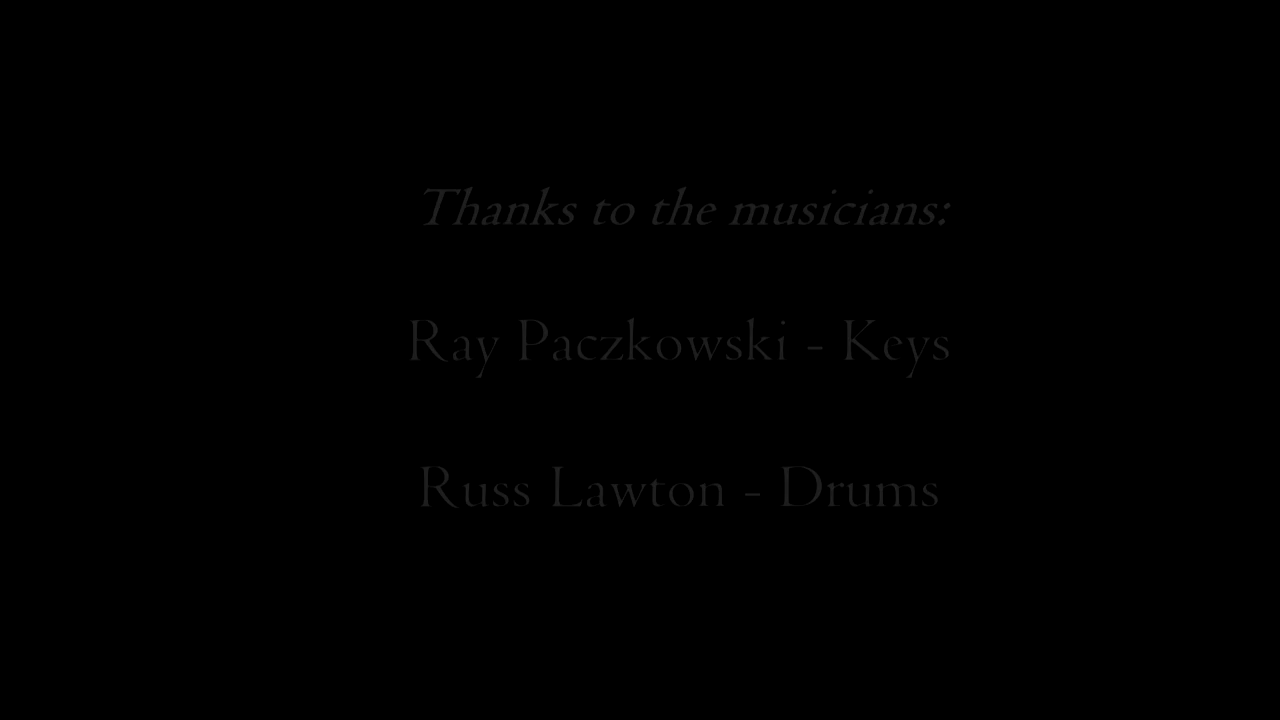 Thanks to the musicians:
Ray Paczkowski - Keys
Russ Lawton - Drums